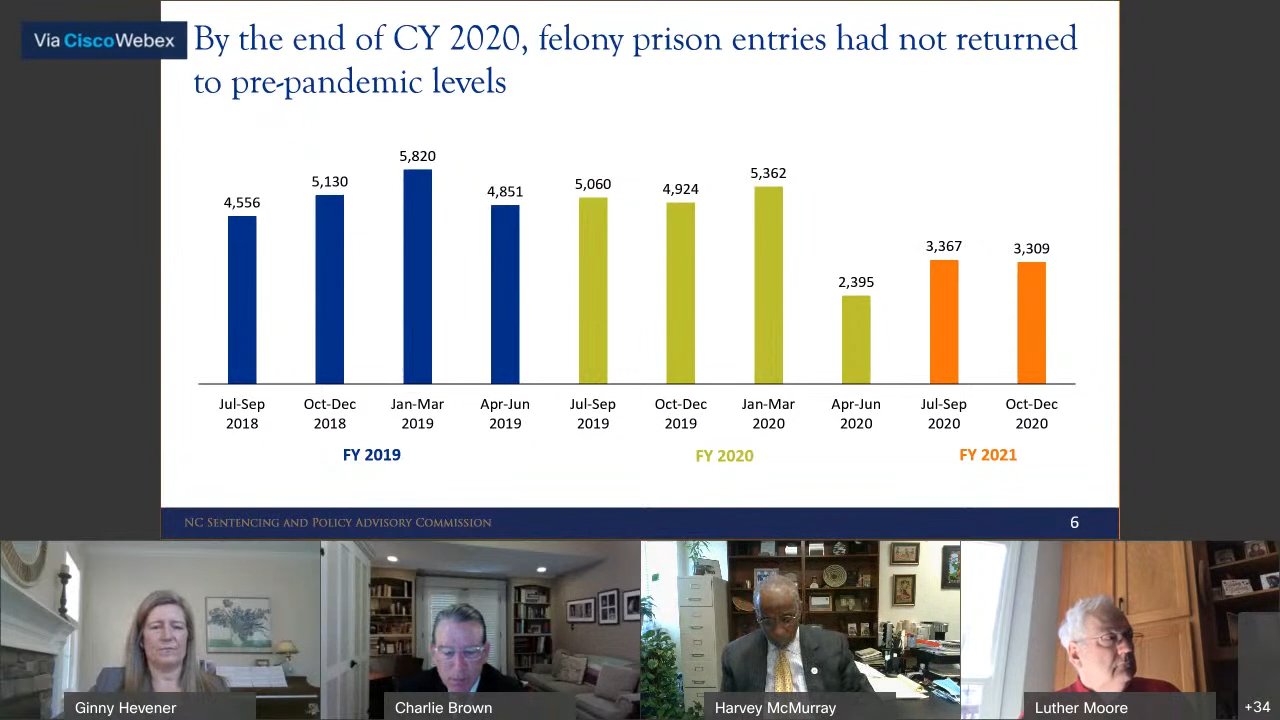 Via CiscoWebex
By the end of CY 2020, felony prison entries had not returned
to pre-pandemic levels
4,556
5,130
5,820
4,851
5,060
4,924
5,362
2,395
3,367
3,309
Jul-Sep Oct-Dec Jan-Mar Apr-Jun Jul-Sep Oct-Dec Jan-Mar Apr-Jun Jul-Sep Oct-Dec
2018 2018 2019 2019 2019 2019 2020 2020 2020 2020
FY 2019 FY 2020 FY 2021
NC Sentencing and Policy Advisory Commission 6
Ginny Hevener Charlie Brown Harvey McMurray Luther Moore +34